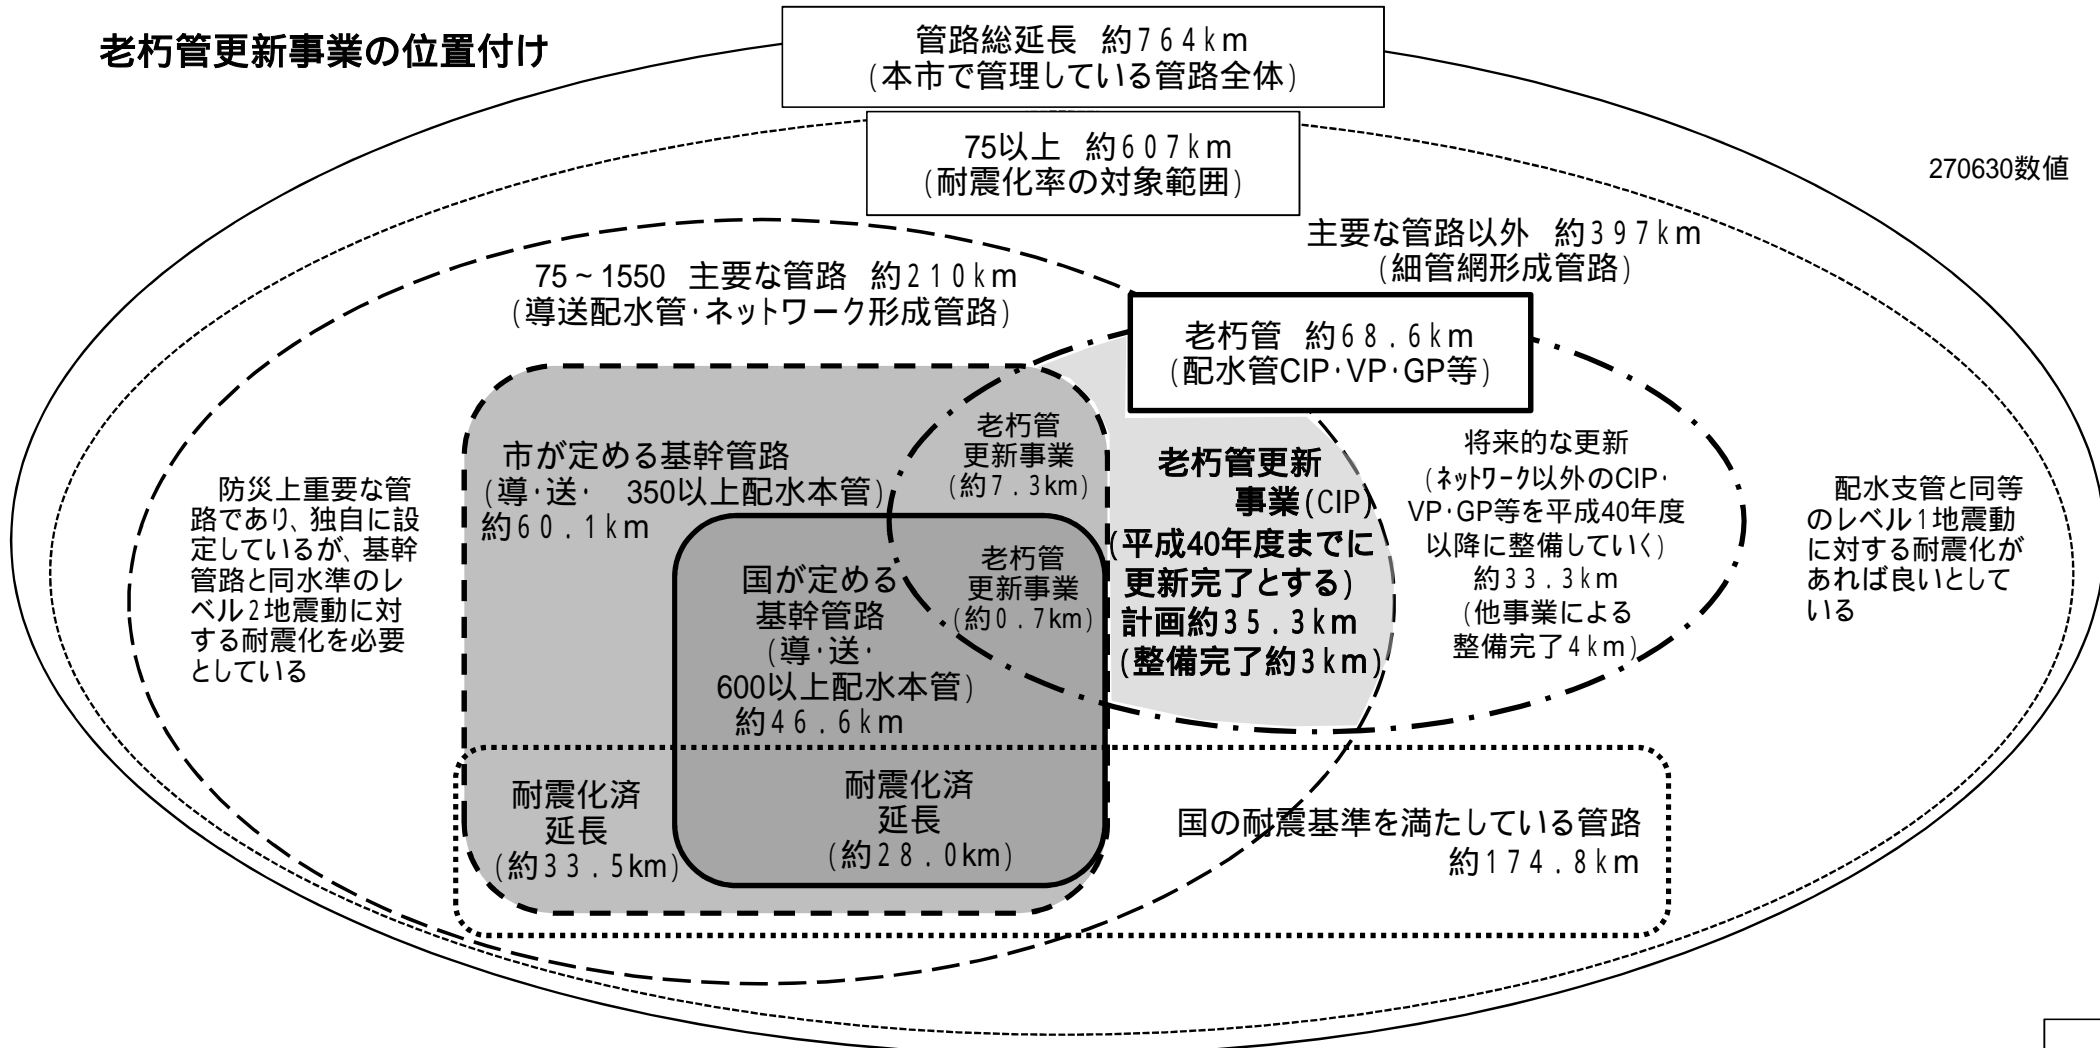 老朽管更新事業の位置付け
管路総延長 約764km
(本市で管理している管路全体)
75以上 約607km
(耐震化率の対象範囲)
270630数値
主要な管路以外 約397km
(細管網形成管路)
75~1550 主要な管路 約210km
(導送配水管・ネットワーク形成管路)
老朽管 約68.6km
(配水管CIP・VP・GP等)
市が定める基幹管路
(導・送・ 350以上配水本管)
約60.1km
老朽管
更新事業
(約7.3km)
老朽管更新
事業(CIP)
(平成40年度までに
更新完了とする)
計画約35.3km
(整備完了約3km)
将来的な更新
(ネットワーク以外のCIP・
VP・GP等を平成40年度
以降に整備していく)
約33.3km
(他事業による
整備完了4km)
防災上重要な管
路であり、独自に設
定しているが、基幹
管路と同水準のレ
ベル2地震動に対
する耐震化を必要
としている
配水支管と同等
のレベル1地震動
に対する耐震化が
あれば良いとして
いる
国が定める
基幹管路
(導・送・
600以上配水本管)
約46.6km
老朽管
更新事業
(約0.7km)
耐震化済
延長
(約33.5km)
耐震化済
延長
(約28.0km)
国の耐震基準を満たしている管路
約174.8km